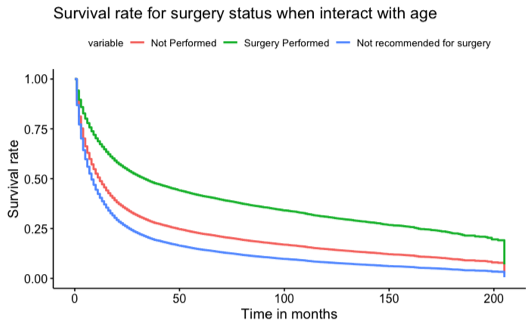 Survival rate for surgery status when interact with age
variable Not Performed Surgery Performed Not recommended for surgery
1.00
0.75
0.50
0.25
0.00
Survival rate
0 50 100 150 200
Time in months